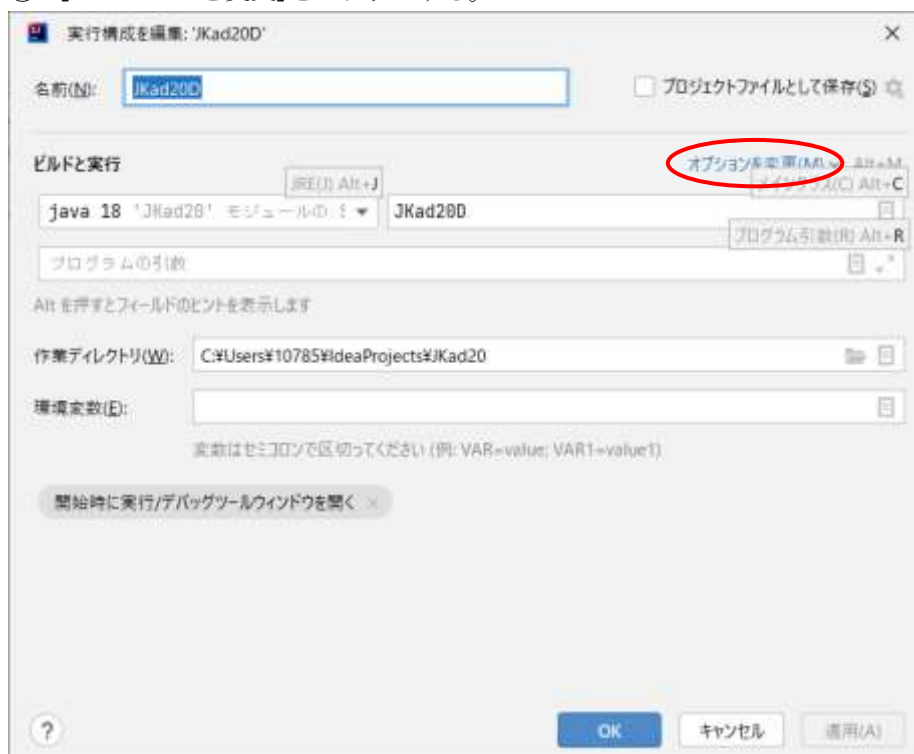 実行構成を編集: 'JKad20D'
名前(N): JKad20D
プロジェクトファイルとして保存(S)
ビルドと実行
オプションを変更(M) Alt+M
JRE(J) Alt+J
メインクラス(C) Alt+C
java 18 'JKad20' モジュールの JKad20D
プログラム引数(R) Alt+R
プログラムの引数
Alt を押すとフィールドのヒントを表示します
作業ディレクトリ(W): C:¥Users¥10785¥IdeaProjects¥JKad20
環境変数(E):
変数はセミコロンで区切ってください (例: VAR=value; VAR1=value1)
開始時に実行/デバッグツールウィンドウを開く ×
? OK キャンセル 適用(A)